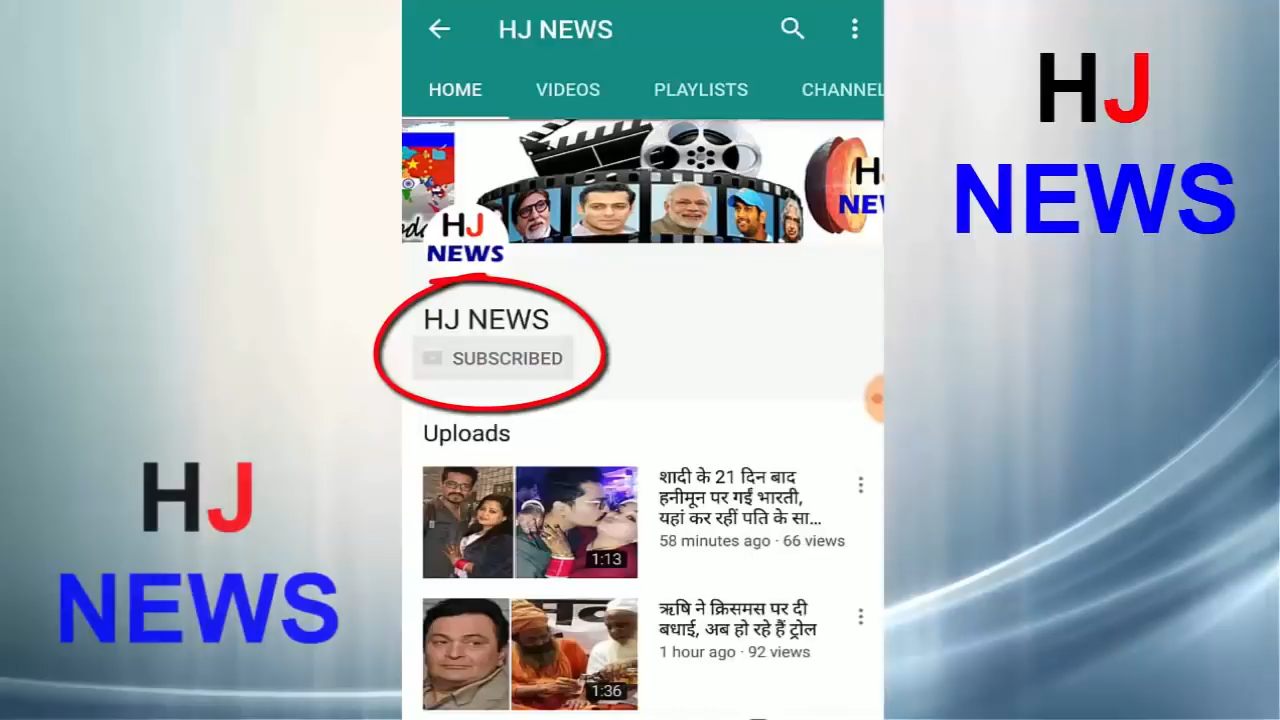 HJ NEWS
HOME VIDEOS PLAYLISTS CHANNEL
HJ
NEWS
HJ
NEWS
HJ NEWS
SUBSCRIBED
Uploads
शादी के 21 दिन बाद
हनीमून पर गईं भारती,
यहां कर रहीं पति के सा...
58 minutes ago · 66 views
1:13
ऋषि ने क्रिसमस पर दी
बधाई, अब हो रहे हैं ट्रोल
1 hour ago · 92 views
1:36
HJ
NEWS